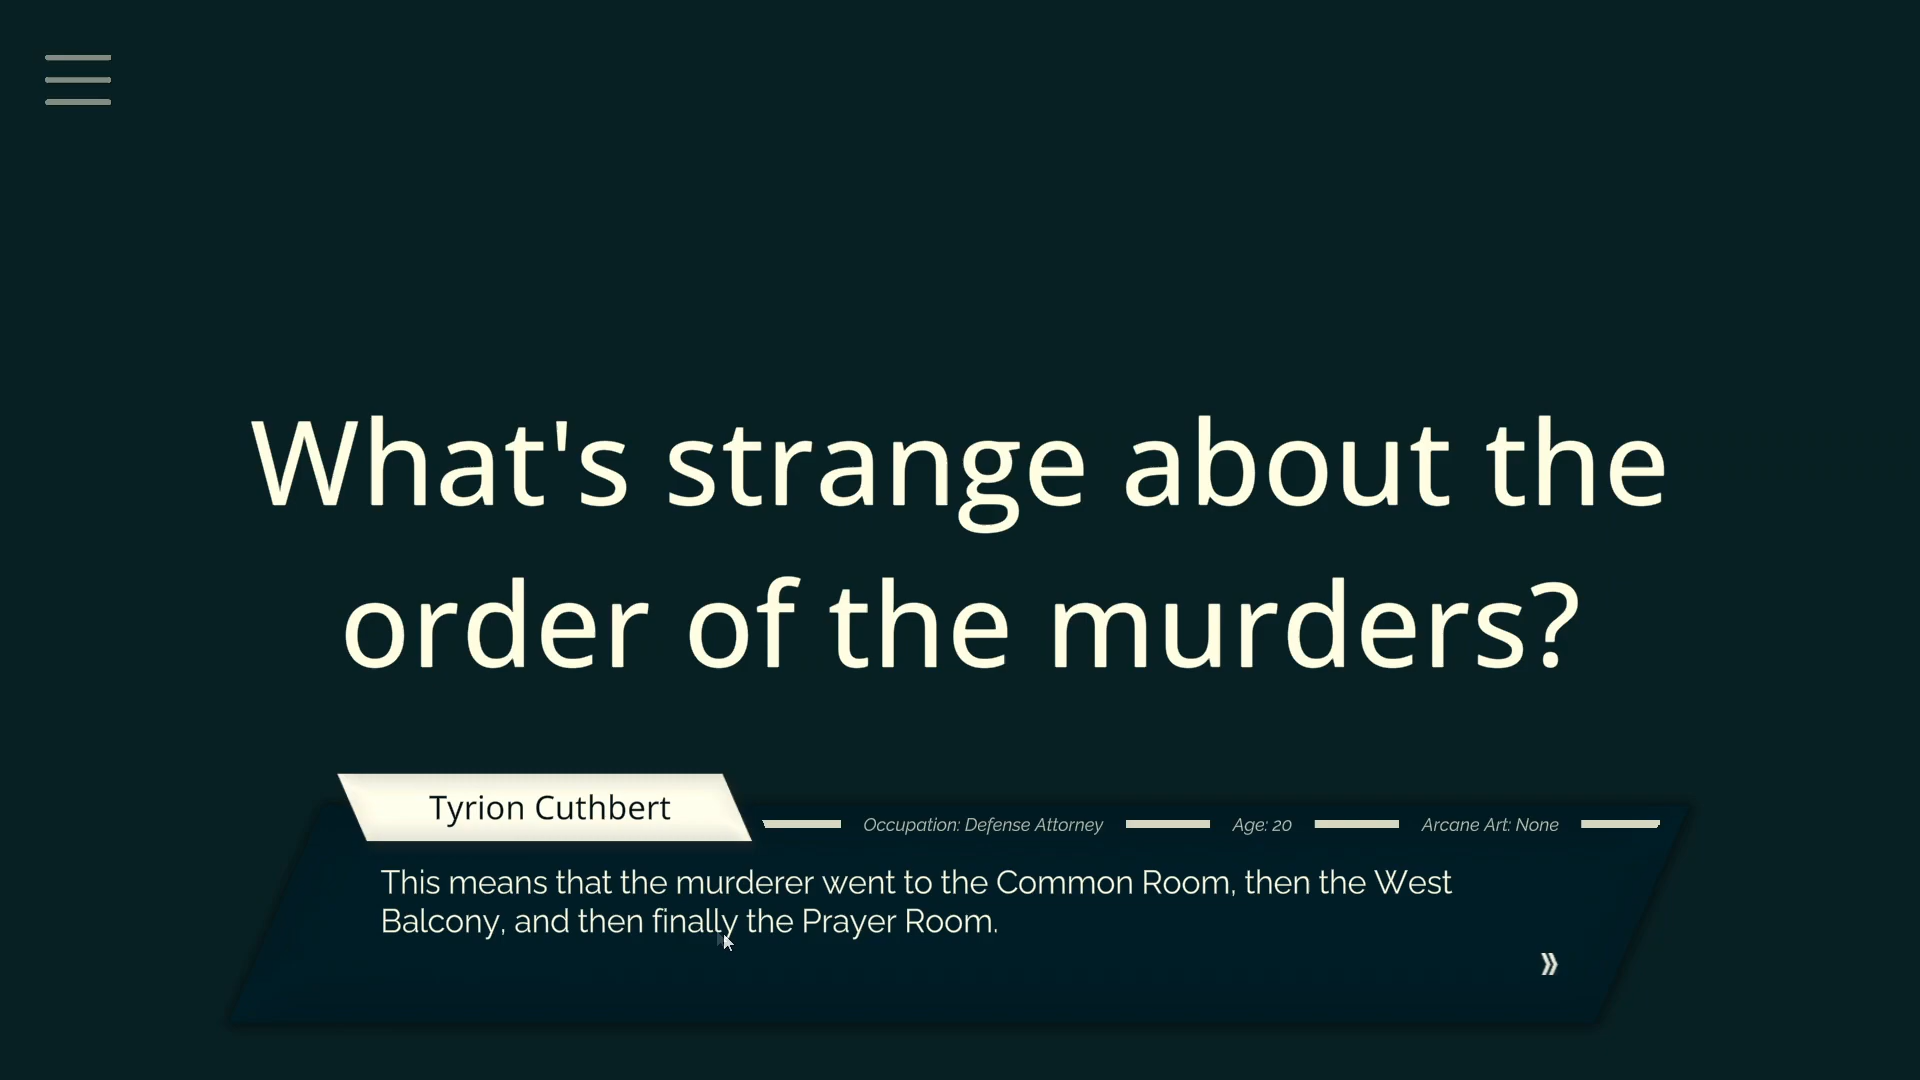 What's strange about the
order of the murders?
Tyrion Cuthbert
Occupation: Defense Attorney Age: 20 Arcane Art: None
This means that the murderer went to the Common Room, then the West
Balcony, and then finally the Prayer Room.